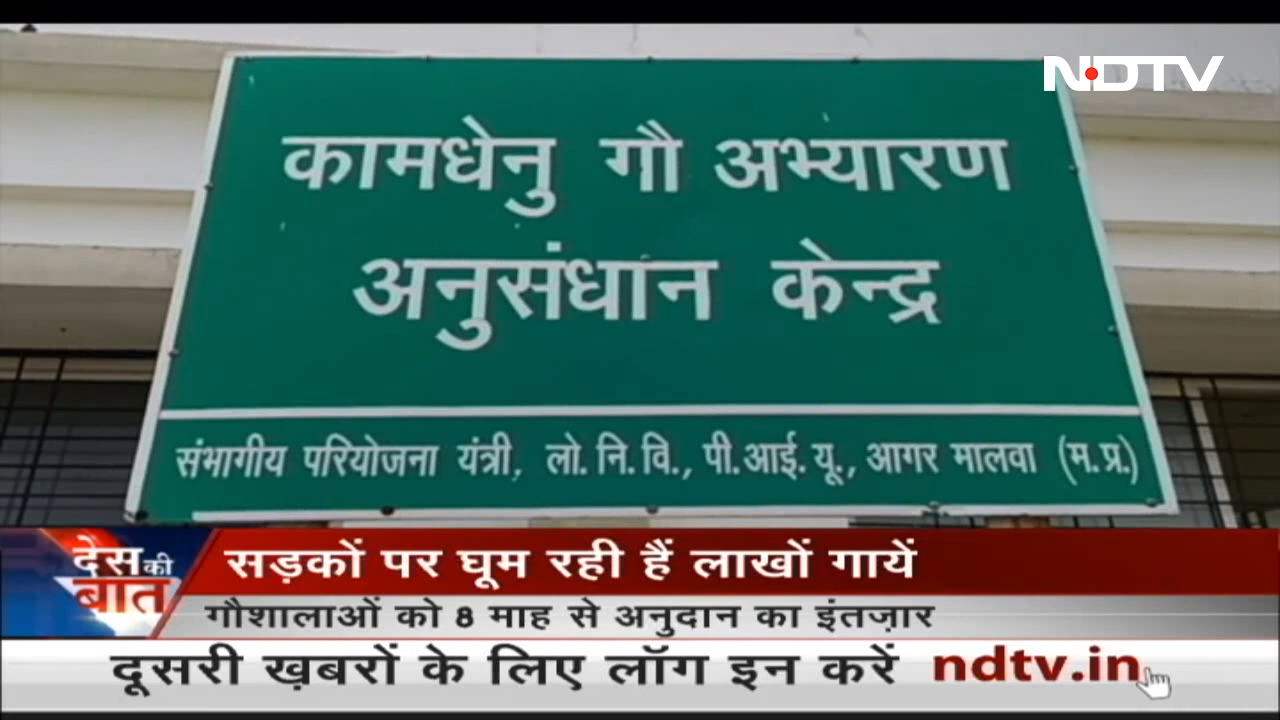 NDTV
कामधेनु गौ अभ्यारण
अनुसंधान केन्द्र
संभागीय परियोजना यंत्री, लो.नि.वि., पी.आई.यू., आगर मालवा (म.प्र.)
देस की बात
सड़कों पर घूम रही हैं लाखों गायें
गौशालाओं को 8 माह से अनुदान का इंतज़ार
दूसरी ख़बरों के लिए लॉग इन करें ndtv.in